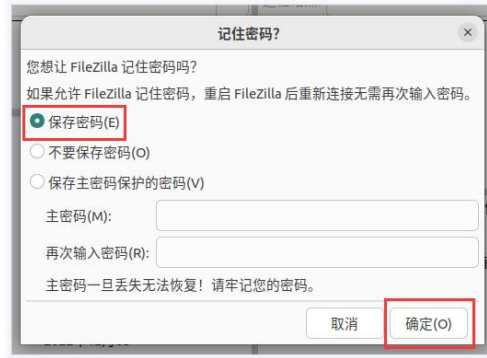 记住密码?
您想让 FileZilla 记住密码吗?
如果允许 FileZilla 记住密码，重启 FileZilla 后重新连接无需再次输入密码。
保存密码(E)
不要保存密码(O)
保存主密码保护的密码(V)
主密码(M):
再次输入密码(R):
主密码一旦丢失无法恢复！请牢记您的密码。
取消
确定(O)